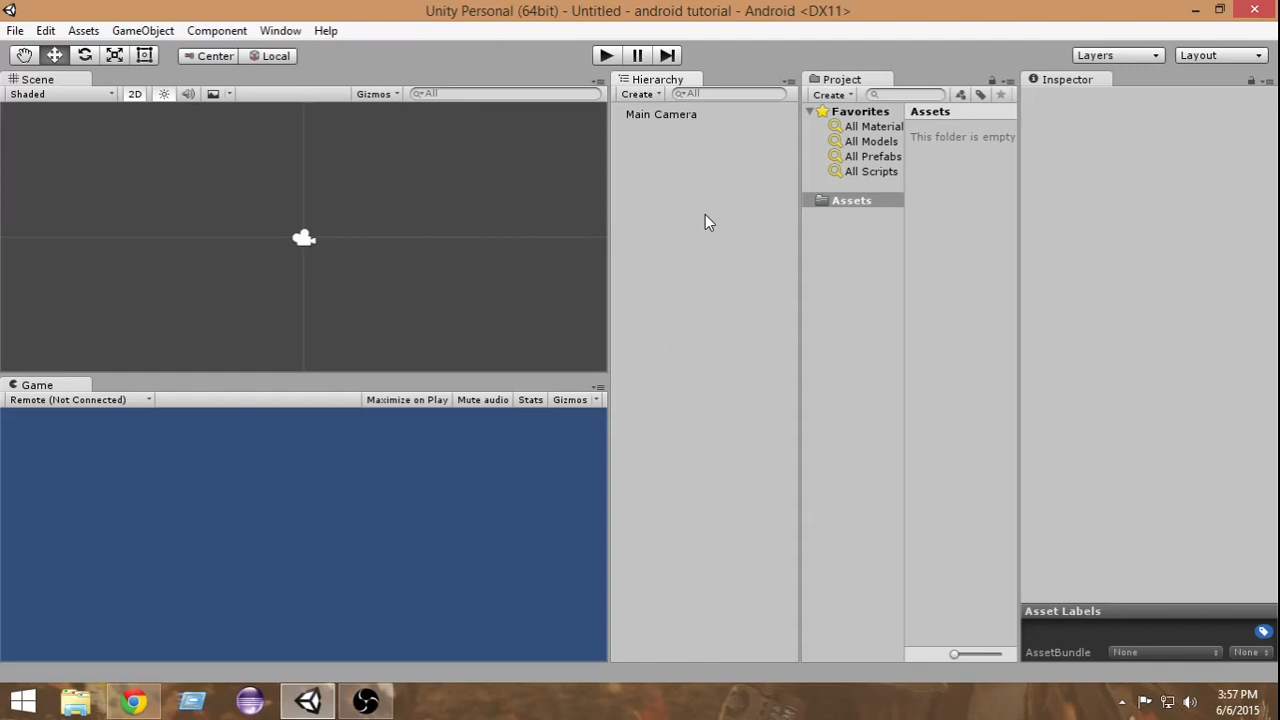 Unity Personal (64bit) - Untitled - android tutorial - Android <DX11>
File Edit Assets GameObject Component Window Help
Center Local Layers Layout
Scene
Shaded 2D Gizmos All
Hierarchy
Create All
Main Camera
Project
Create
Favorites
All Material
All Models
All Prefabs
All Scripts
Assets
Assets
This folder is empty
Inspector
Game
Remote (Not Connected) Maximize on Play Mute audio Stats Gizmos
Asset Labels
AssetBundle None None
3:57 PM
6/6/2015